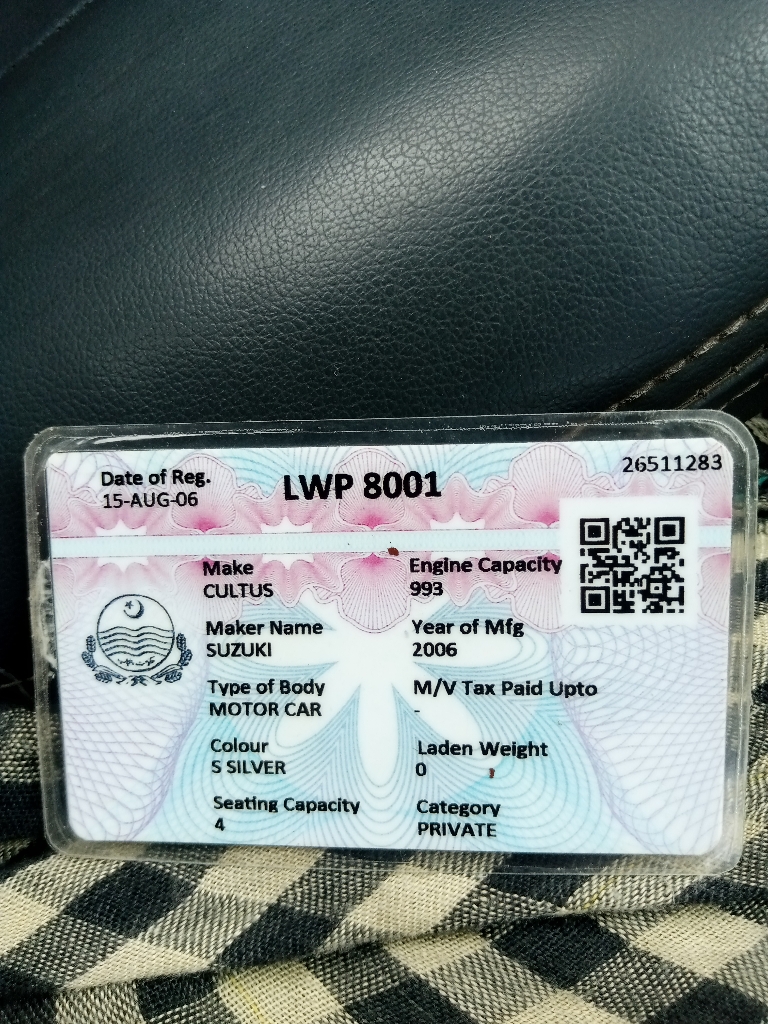 Date of Reg.
15-AUG-06
LWP 8001
26511283
Make
CULTUS
Engine Capacity
993
Maker Name
SUZUKI
Year of Mfg
2006
Type of Body
MOTOR CAR
M/V Tax Paid Upto
-
Colour
S SILVER
Laden Weight
0
Seating Capacity
4
Category
PRIVATE